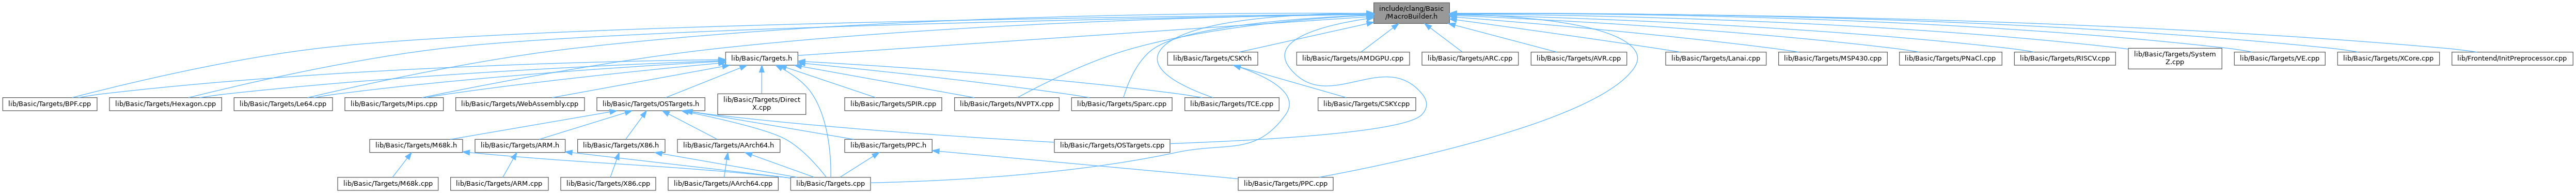 include/clang/Basic
/MacroBuilder.h
lib/Basic/Targets.h
lib/Basic/Targets/CSKY.h
lib/Basic/Targets/AMDGPU.cpp
lib/Basic/Targets/ARC.cpp
lib/Basic/Targets/AVR.cpp
lib/Basic/Targets/Lanai.cpp
lib/Basic/Targets/MSP430.cpp
lib/Basic/Targets/PNaCl.cpp
lib/Basic/Targets/RISCV.cpp
lib/Basic/Targets/System
Z.cpp
lib/Basic/Targets/VE.cpp
lib/Basic/Targets/XCore.cpp
lib/Frontend/InitPreprocessor.cpp
lib/Basic/Targets/BPF.cpp
lib/Basic/Targets/Hexagon.cpp
lib/Basic/Targets/Le64.cpp
lib/Basic/Targets/Mips.cpp
lib/Basic/Targets/WebAssembly.cpp
lib/Basic/Targets/OSTargets.h
lib/Basic/Targets/Direct
X.cpp
lib/Basic/Targets/SPIR.cpp
lib/Basic/Targets/NVPTX.cpp
lib/Basic/Targets/Sparc.cpp
lib/Basic/Targets/TCE.cpp
lib/Basic/Targets/CSKY.cpp
lib/Basic/Targets/M68k.h
lib/Basic/Targets/ARM.h
lib/Basic/Targets/X86.h
lib/Basic/Targets/AArch64.h
lib/Basic/Targets/PPC.h
lib/Basic/Targets/OSTargets.cpp
lib/Basic/Targets/M68k.cpp
lib/Basic/Targets/ARM.cpp
lib/Basic/Targets/X86.cpp
lib/Basic/Targets/AArch64.cpp
lib/Basic/Targets.cpp
lib/Basic/Targets/PPC.cpp